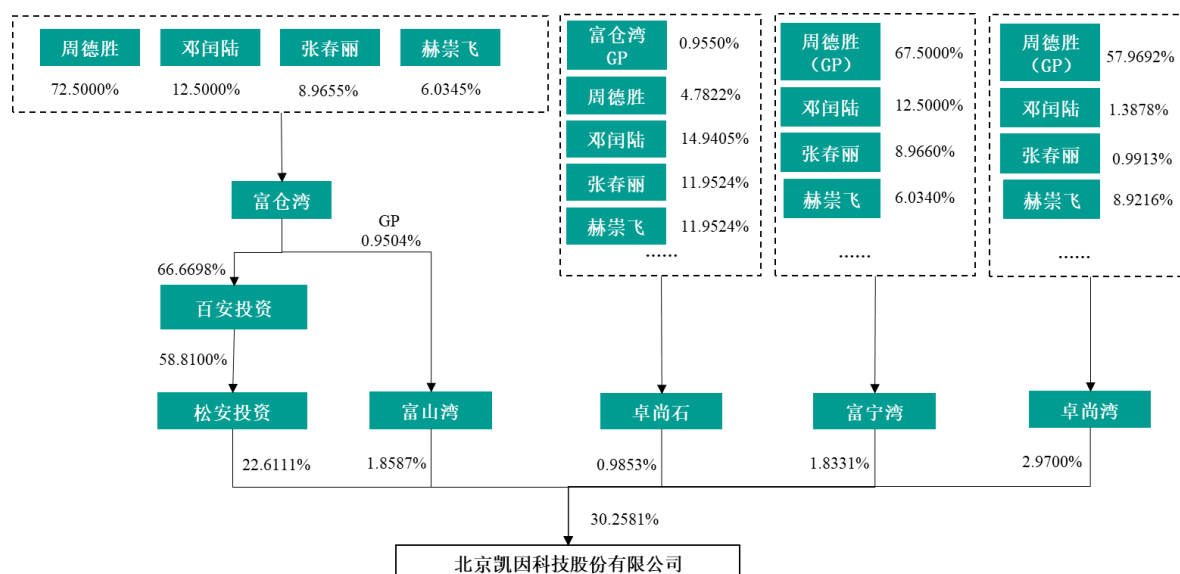 周德胜
邓闰陆
张春丽
赫崇飞
72.5000%
12.5000%
8.9655%
6.0345%
富仓湾
GP
0.9550%
周德胜
4.7822%
邓闰陆
14.9405%
张春丽
11.9524%
赫崇飞
11.9524%
……
周德胜
（GP）
67.5000%
邓闰陆
12.5000%
张春丽
8.9660%
赫崇飞
6.0340%
……
周德胜
（GP）
57.9692%
邓闰陆
1.3878%
张春丽
0.9913%
赫崇飞
8.9216%
……
富仓湾
GP
0.9504%
66.6698%
百安投资
58.8100%
松安投资
富山湾
卓尚石
富宁湾
卓尚湾
22.6111%
1.8587%
0.9853%
1.8331%
2.9700%
30.2581%
北京凯因科技股份有限公司